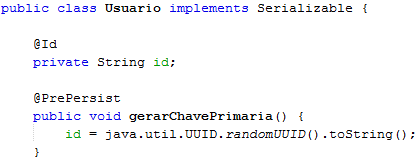 public class Usuario implements Serializable {
@Id
private String id;
@PrePersist
public void gerarChavePrimaria() {
id = java.util.UUID.randomUUID().toString();
}